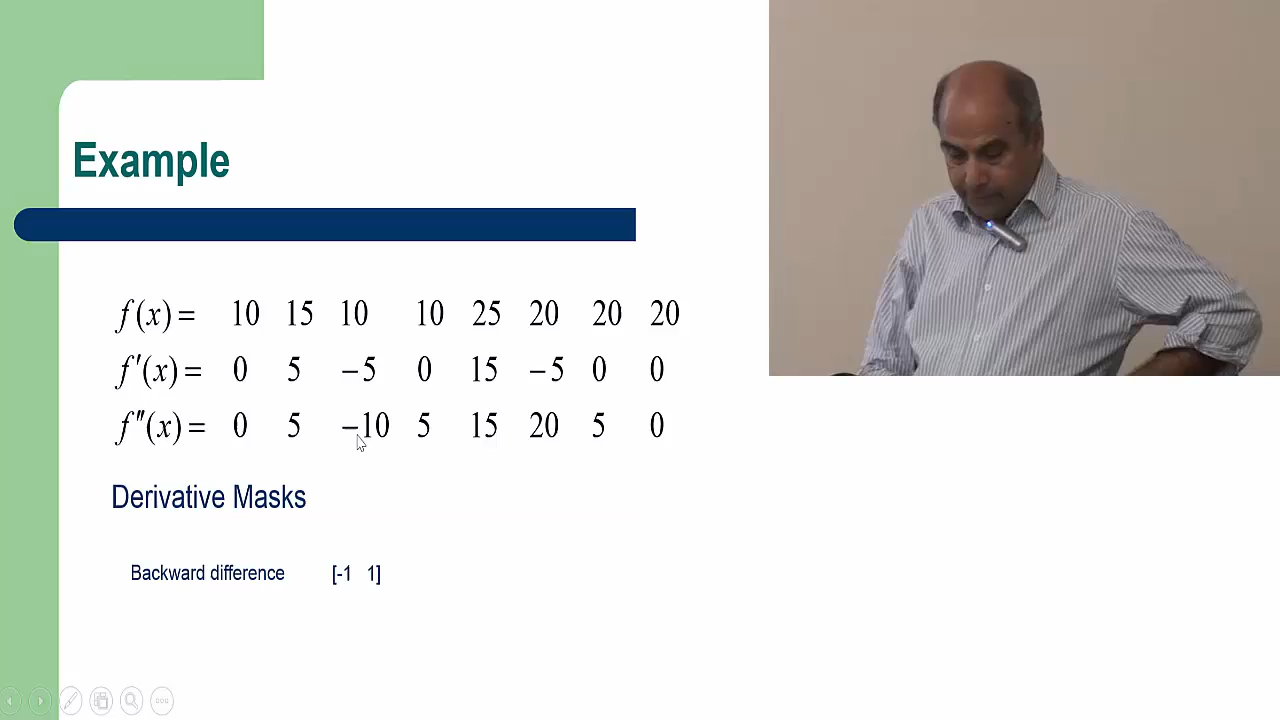 Example
f(x) = 10 15 10 10 25 20 20 20
f′(x) = 0 5 −5 0 15 −5 0 0
f″(x) = 0 5 −10 5 15 20 5 0
Derivative Masks
Backward difference [-1 1]